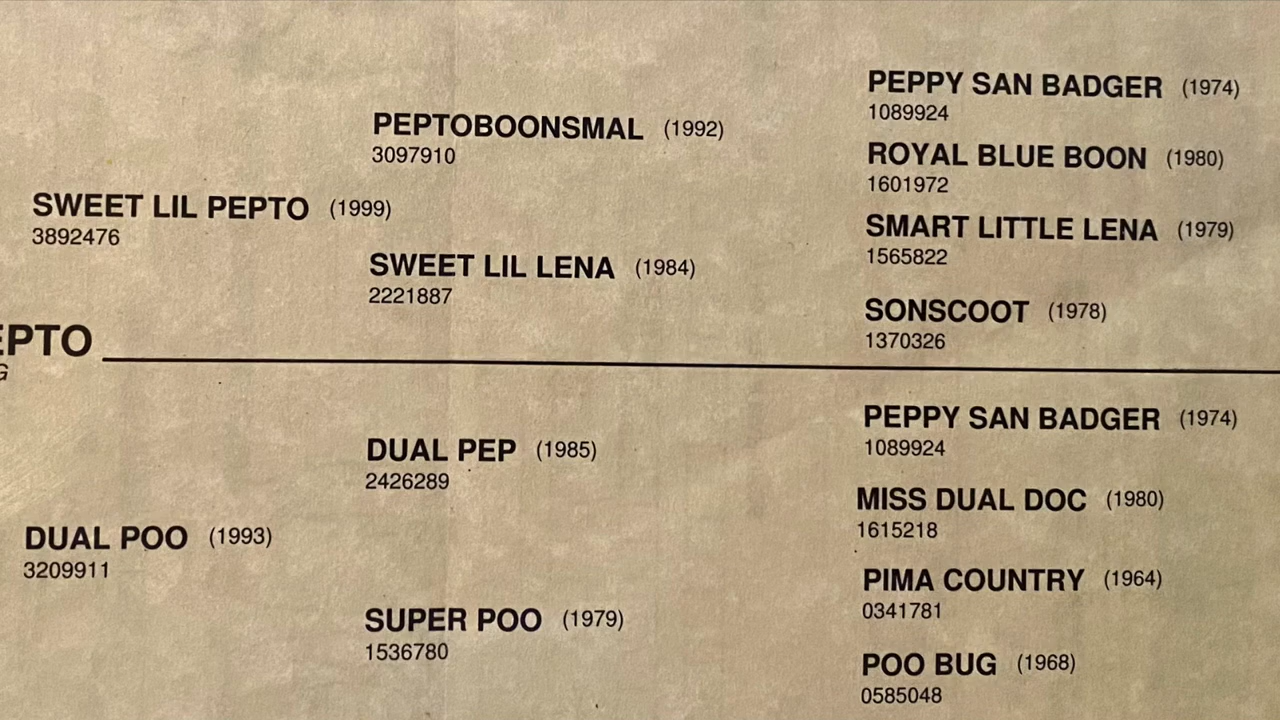 PEPPY SAN BADGER (1974)
1089924
PEPTOBOONSMAL (1992)
3097910
ROYAL BLUE BOON (1980)
1601972
SWEET LIL PEPTO (1999)
3892476
SMART LITTLE LENA (1979)
1565822
SWEET LIL LENA (1984)
2221887
SONSCOOT (1978)
1370326
EPTO
G
PEPPY SAN BADGER (1974)
1089924
DUAL PEP (1985)
2426289
MISS DUAL DOC (1980)
1615218
DUAL POO (1993)
3209911
PIMA COUNTRY (1964)
0341781
SUPER POO (1979)
1536780
POO BUG (1968)
0585048